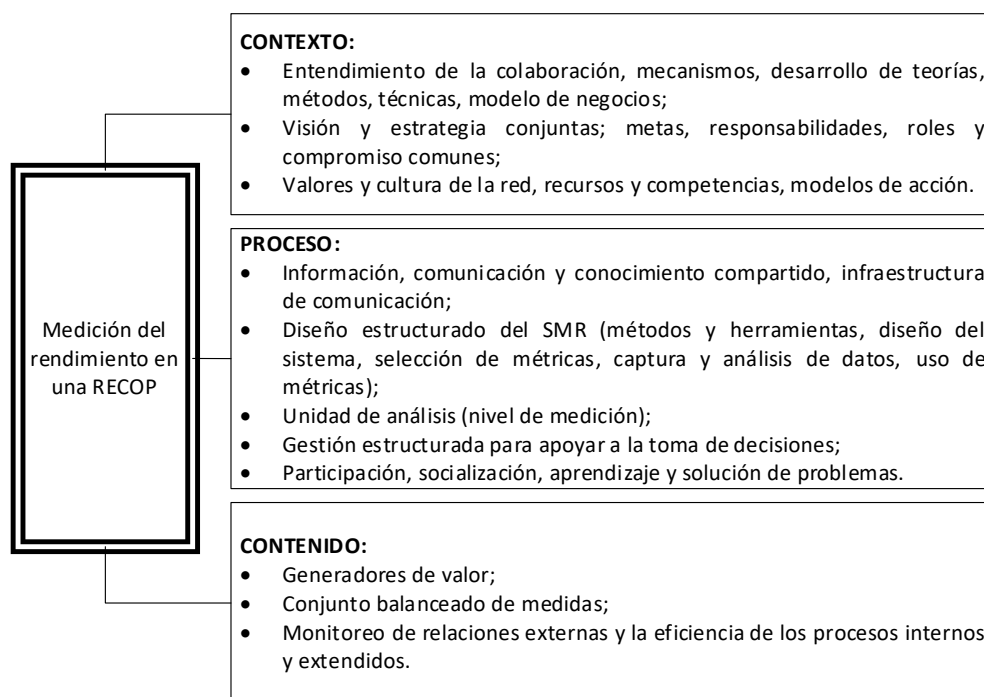 CONTEXTO:
• Entendimiento de la colaboración, mecanismos, desarrollo de teorías,
métodos, técnicas, modelo de negocios;
• Visión y estrategia conjuntas; metas, responsabilidades, roles y
compromiso comunes;
• Valores y cultura de la red, recursos y competencias, modelos de acción.
Medición del
rendimiento en
una RECOP
PROCESO:
• Información, comunicación y conocimiento compartido, infraestructura
de comunicación;
• Diseño estructurado del SMR (métodos y herramientas, diseño del
sistema, selección de métricas, captura y análisis de datos, uso de
métricas);
• Unidad de análisis (nivel de medición);
• Gestión estructurada para apoyar a la toma de decisiones;
• Participación, socialización, aprendizaje y solución de problemas.
CONTENIDO:
• Generadores de valor;
• Conjunto balanceado de medidas;
• Monitoreo de relaciones externas y la eficiencia de los procesos internos
y extendidos.